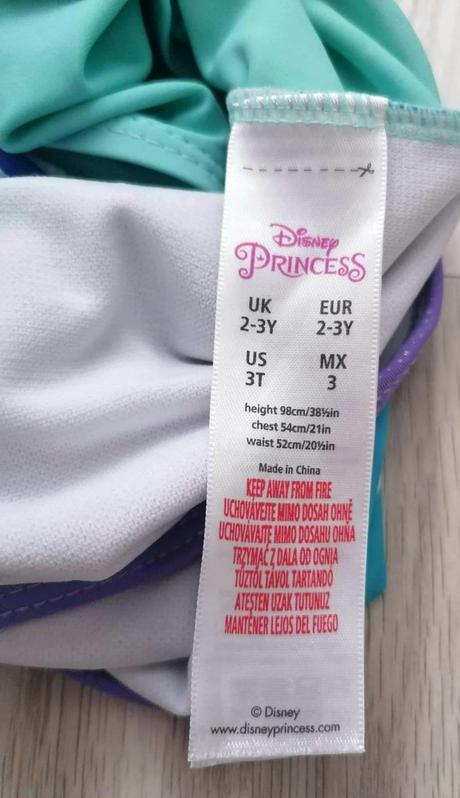 Disney
PRINCESS
UK EUR
2-3Y 2-3Y
US MX
3T 3
height 98cm/38½in
chest 54cm/21in
waist 52cm/20½in
Made in China
KEEP AWAY FROM FIRE
UCHOVÁVEJTE MIMO DOSAH OHNĚ
UCHOVÁVAJTE MIMO DOSAHU OHŇA
TRZYMAĆ Z DALA OD OGNIA
TŰZTŐL TÁVOL TARTANDÓ
ATEŞTEN UZAK TUTUNUZ
MANTENER LEJOS DEL FUEGO
© Disney
www.disneyprincess.com